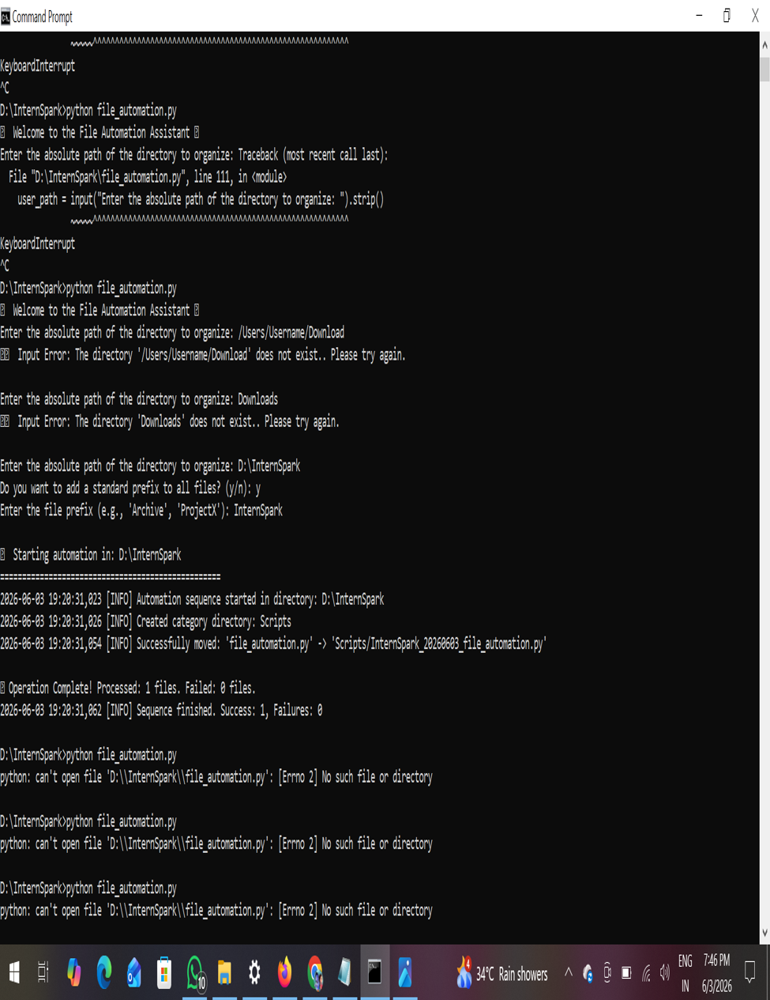 Command Prompt
~~~~~^^^^^^^^^^^^^^^^^^^^^^^^^^^^^^^^^^^^^^^^^^^^^^^^^^^^^^^^^^
KeyboardInterrupt
^C
D:\InternSpark>python file_automation.py
Welcome to the File Automation Assistant
Enter the absolute path of the directory to organize: Traceback (most recent call last):
File "D:\InternSpark\file_automation.py", line 111, in <module>
user_path = input("Enter the absolute path of the directory to organize: ").strip()
~~~~~^^^^^^^^^^^^^^^^^^^^^^^^^^^^^^^^^^^^^^^^^^^^^^^^^^^^^^^^^^
KeyboardInterrupt
^C
D:\InternSpark>python file_automation.py
Welcome to the File Automation Assistant
Enter the absolute path of the directory to organize: /Users/Username/Download
Input Error: The directory '/Users/Username/Download' does not exist.. Please try again.
Enter the absolute path of the directory to organize: Downloads
Input Error: The directory 'Downloads' does not exist.. Please try again.
Enter the absolute path of the directory to organize: D:\InternSpark
Do you want to add a standard prefix to all files? (y/n): y
Enter the file prefix (e.g., 'Archive', 'ProjectX'): InternSpark
Starting automation in: D:\InternSpark
==================================================
2026-06-03 19:20:31,023 [INFO] Automation sequence started in directory: D:\InternSpark
2026-06-03 19:20:31,026 [INFO] Created category directory: Scripts
2026-06-03 19:20:31,054 [INFO] Successfully moved: 'file_automation.py' -> 'Scripts/InternSpark_20260603_file_automation.py'
Operation Complete! Processed: 1 files. Failed: 0 files.
2026-06-03 19:20:31,062 [INFO] Sequence finished. Success: 1, Failures: 0
D:\InternSpark>python file_automation.py
python: can't open file 'D:\\InternSpark\\file_automation.py': [Errno 2] No such file or directory
D:\InternSpark>python file_automation.py
python: can't open file 'D:\\InternSpark\\file_automation.py': [Errno 2] No such file or directory
D:\InternSpark>python file_automation.py
python: can't open file 'D:\\InternSpark\\file_automation.py': [Errno 2] No such file or directory
10
4
34°C Rain showers
ENG
IN
7:46 PM
6/3/2026